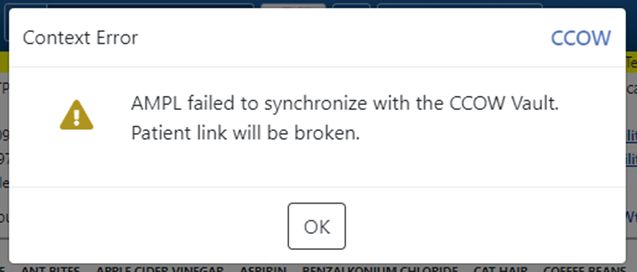 Context Error
CCOW
AMPL failed to synchronize with the CCOW Vault.
Patient link will be broken.
OK
ANT BITES APPLE CIDER VINEGAR ASPIRIN BENZALKONIUM CHLORIDE CAT HAIR COFFEE BEANS